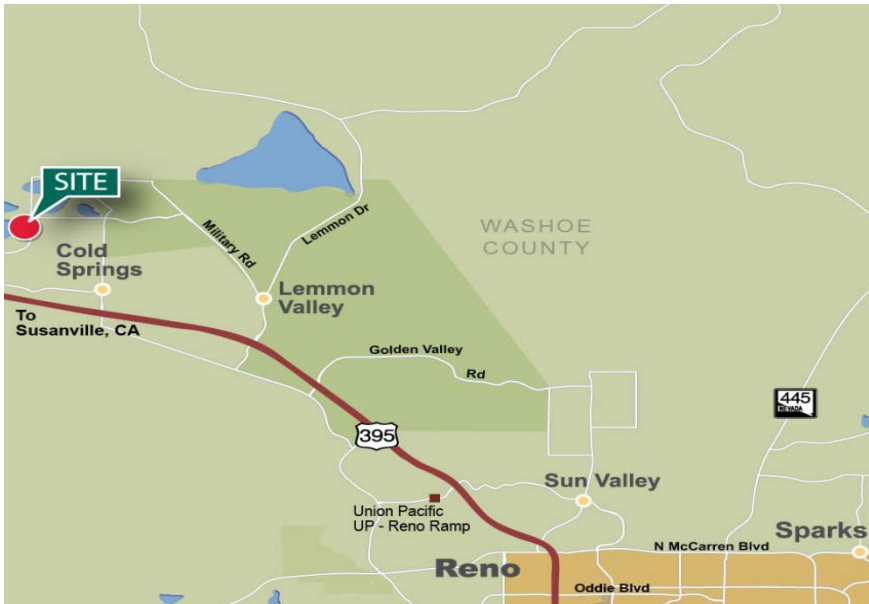 SITE
Cold
Springs
To
Susanville, CA
Military Rd
Lemmon Dr
Lemmon
Valley
WASHOE
COUNTY
Golden Valley
Rd
395
445
NEVADA
Union Pacific
UP - Reno Ramp
Sun Valley
Sparks
N McCarren Blvd
Reno
Oddie Blvd